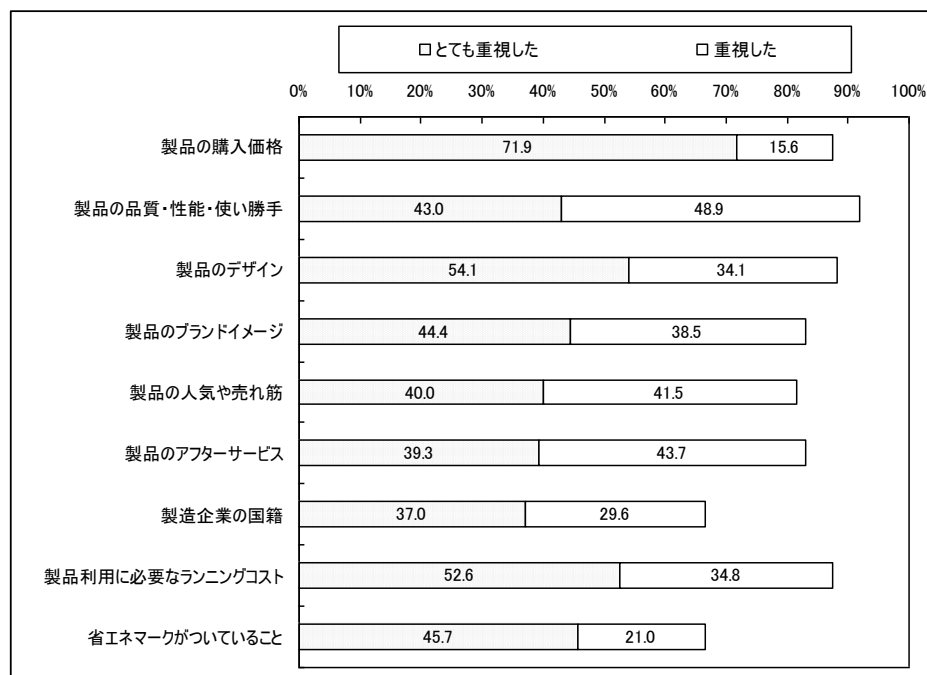 □とても重視した □ 重視した
0% 10% 20% 30% 40% 50% 60% 70% 80% 90% 100%
製品の購入価格 71.9 15.6
製品の品質・性能・使い勝手 43.0 48.9
製品のデザイン 54.1 34.1
製品のブランドイメージ 44.4 38.5
製品の人気や売れ筋 40.0 41.5
製品のアフターサービス 39.3 43.7
製造企業の国籍 37.0 29.6
製品利用に必要なランニングコスト 52.6 34.8
省エネマークがついていること 45.7 21.0